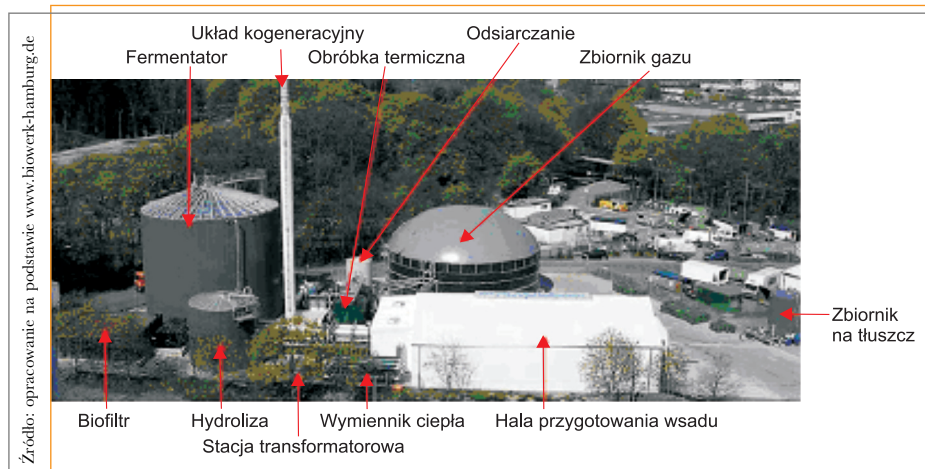 Źródło: opracowanie na podstawie www.biowerk-hamburg.de
Układ kogeneracyjny
Odsiarczanie
Fermentator
Obróbka termiczna
Zbiornik gazu
Zbiornik
na tłuszcz
Biofiltr
Hydroliza
Wymiennik ciepła
Hala przygotowania wsadu
Stacja transformatorowa